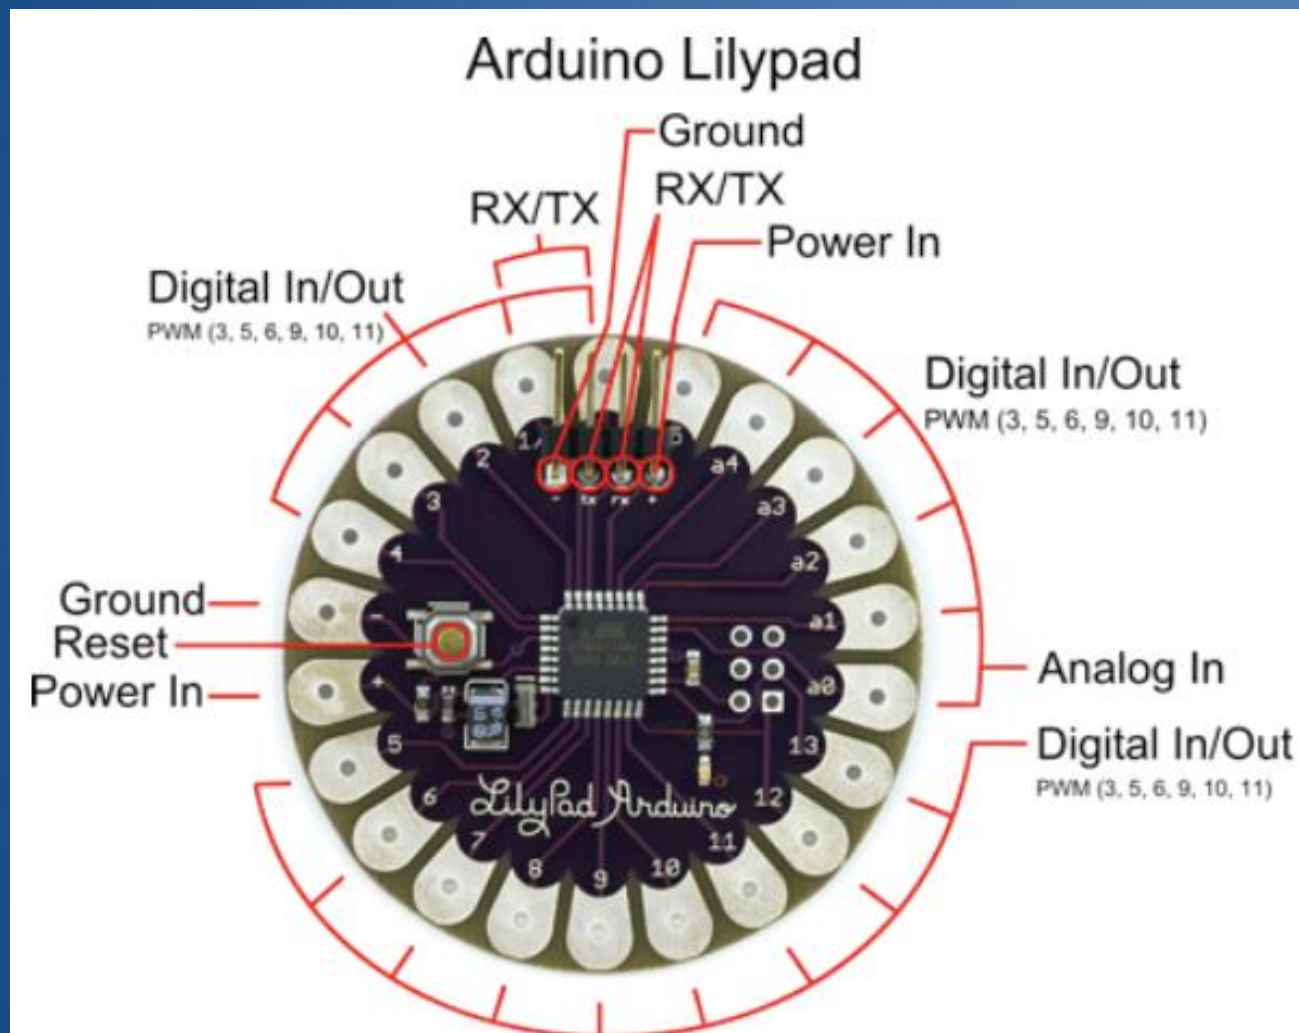 Arduino Lilypad
Ground
RX/TX
RX/TX
Power In
Digital In/Out
PWM (3, 5, 6, 9, 10, 11)
Digital In/Out
PWM (3, 5, 6, 9, 10, 11)
Ground
Reset
Power In
Analog In
Digital In/Out
PWM (3, 5, 6, 9, 10, 11)
1
2
3
4
-
+
5
6
7
8
9
10
11
12
13
a0
a1
a2
a3
a4
5
- tx rx +
LilyPad Arduino